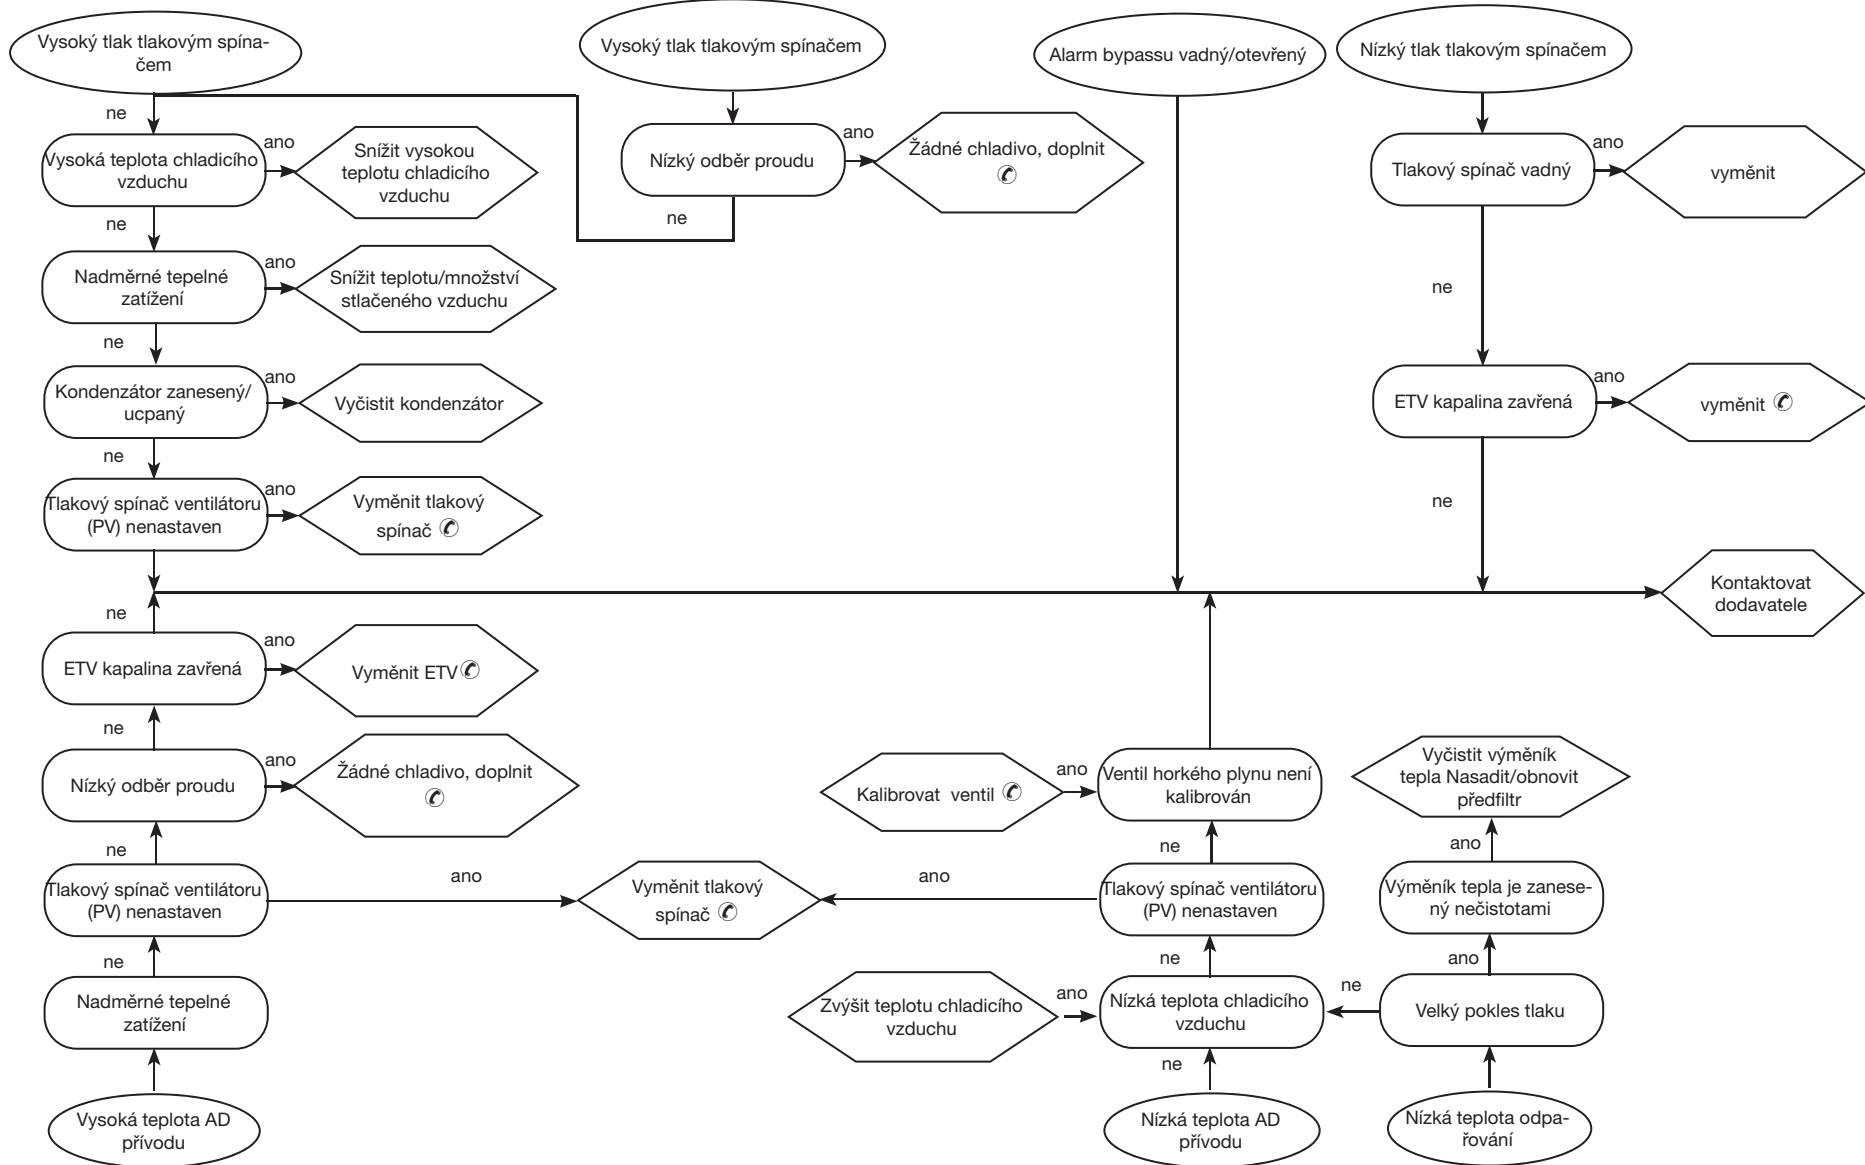 Vysoký tlak tlakovým spína-
čem
Vysoký tlak tlakovým spínačem
Alarm bypassu vadný/otevřený
Nízký tlak tlakovým spínačem
ne
Vysoká teplota chladicího
vzduchu
ano
Snížit vysokou
teplotu chladicího
vzduchu
Nízký odběr proudu
ano
Žádné chladivo, doplnit
✆
ne
Tlakový spínač vadný
ano
vyměnit
ne
Nadměrné tepelné
zatížení
ano
Snížit teplotu/množství
stlačeného vzduchu
ne
ne
Kondenzátor zanesený/
ucpaný
ano
Vyčistit kondenzátor
ETV kapalina zavřená
ano
vyměnit ✆
ne
Tlakový spínač ventilátoru
(PV) nenastaven
ano
Vyměnit tlakový
spínač ✆
ne
Kontaktovat
dodavatele
ne
ETV kapalina zavřená
ano
Vyměnit ETV ✆
ne
Nízký odběr proudu
ano
Žádné chladivo, doplnit
✆
Kalibrovat ventil ✆
ano
Ventil horkého plynu není
kalibrován
Vyčistit výměník
tepla Nasadit/obnovit
předfiltr
ne
ne
ano
Tlakový spínač ventilátoru
(PV) nenastaven
ano
Vyměnit tlakový
spínač ✆
ano
Tlakový spínač ventilátoru
(PV) nenastaven
Výměník tepla je zanese-
ný nečistotami
ne
ne
ano
Nadměrné tepelné
zatížení
Zvýšit teplotu chladicího
vzduchu
ano
Nízká teplota chladicího
vzduchu
ne
Velký pokles tlaku
ne
Vysoká teplota AD
přívodu
Nízká teplota AD
přívodu
Nízká teplota odpa-
řování